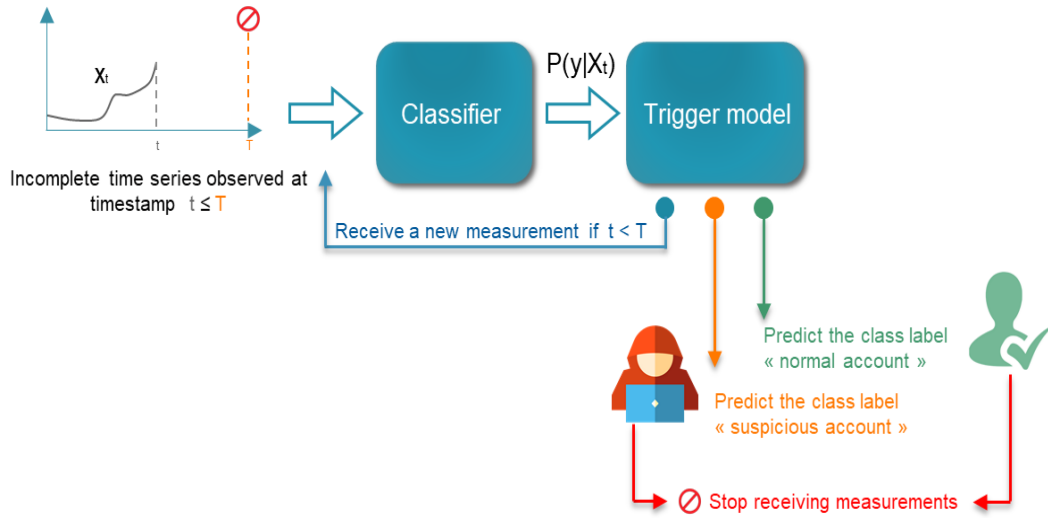 Xₜ
t
T
Incomplete time series observed at
timestamp t ≤ T
Classifier
P(y|Xₜ)
Trigger model
Receive a new measurement if t < T
Predict the class label
« normal account »
Predict the class label
« suspicious account »
Stop receiving measurements